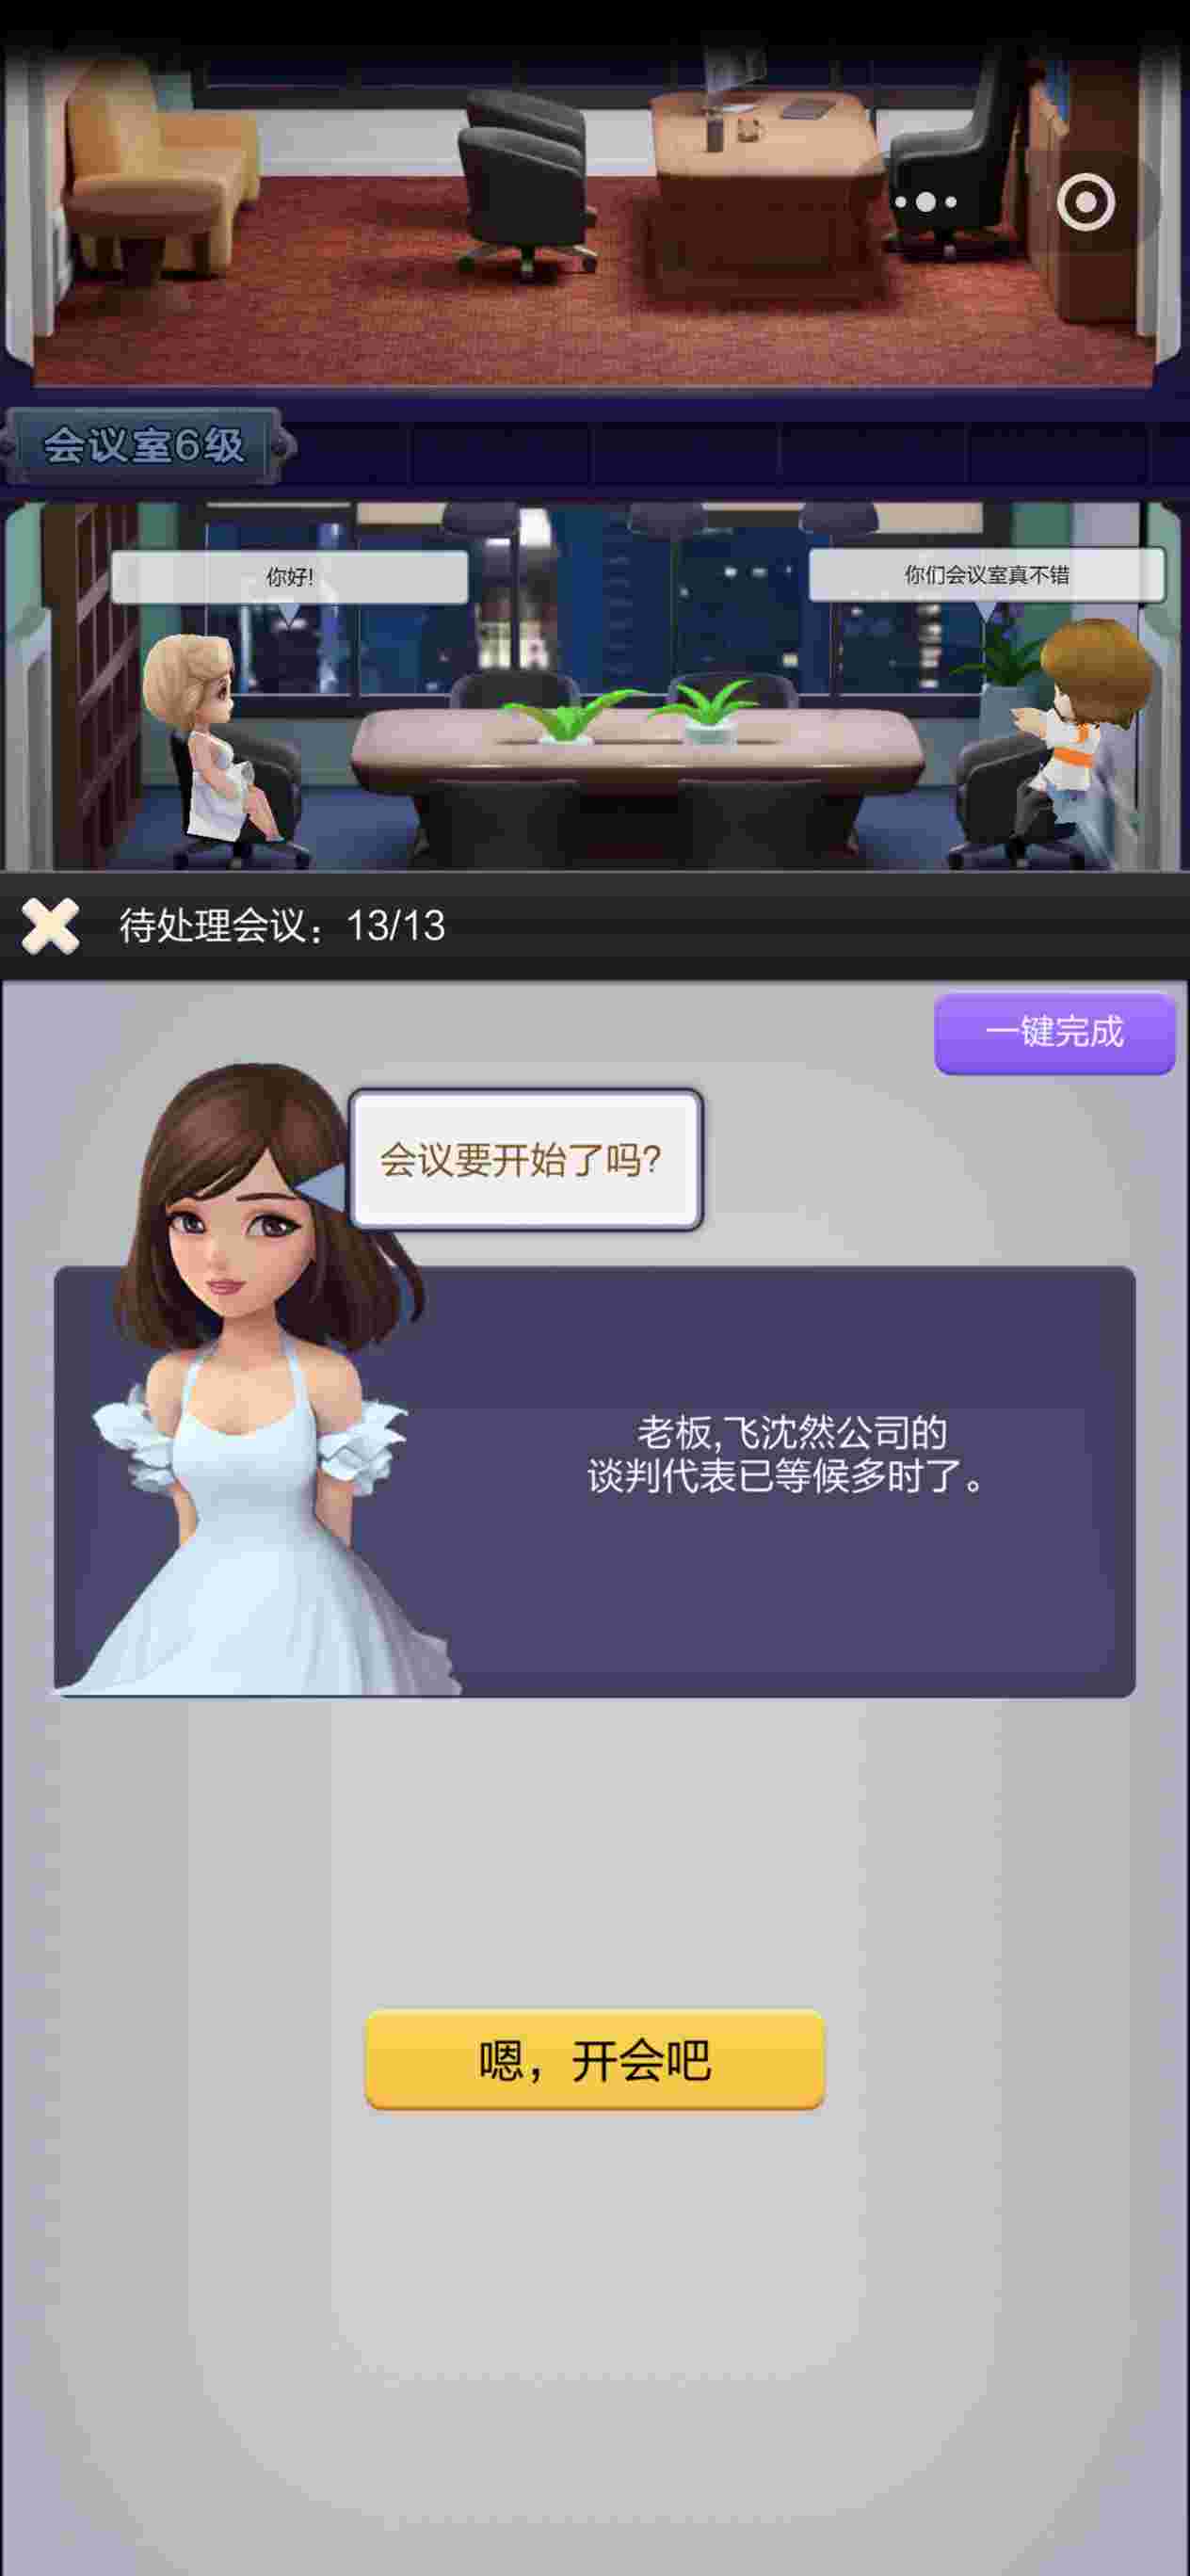 会议室6级
你好!
你们会议室真不错
待处理会议：13/13
一键完成
会议要开始了吗?
老板,飞沈然公司的
谈判代表已等候多时了。
嗯，开会吧